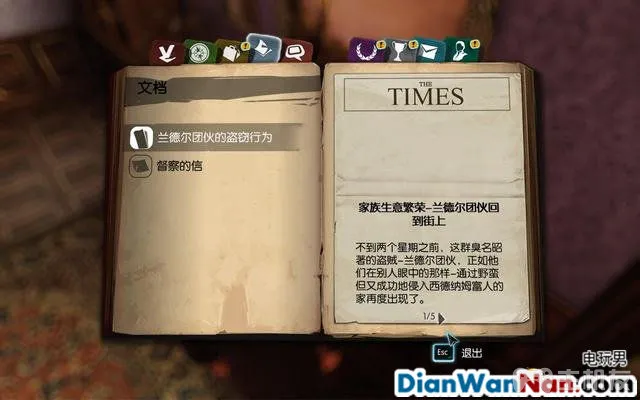 文档
兰德尔团伙的盗窃行为
督察的信
THE
TIMES
家族生意繁荣-兰德尔团伙回
到街上
不到两个星期之前，这群臭名昭
著的盗贼-兰德尔团伙，正如他
们在别人眼中的那样-通过野蛮
但又成功地侵入西德纳姆富人的
家再度出现了。
1/5
Esc 退出
电玩男
DianWanNan.com